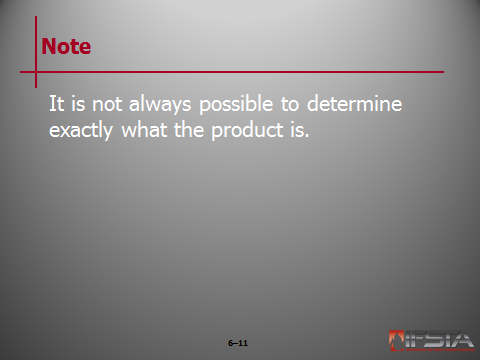 Note
It is not always possible to determine
exactly what the product is.
6–11
IFSTA